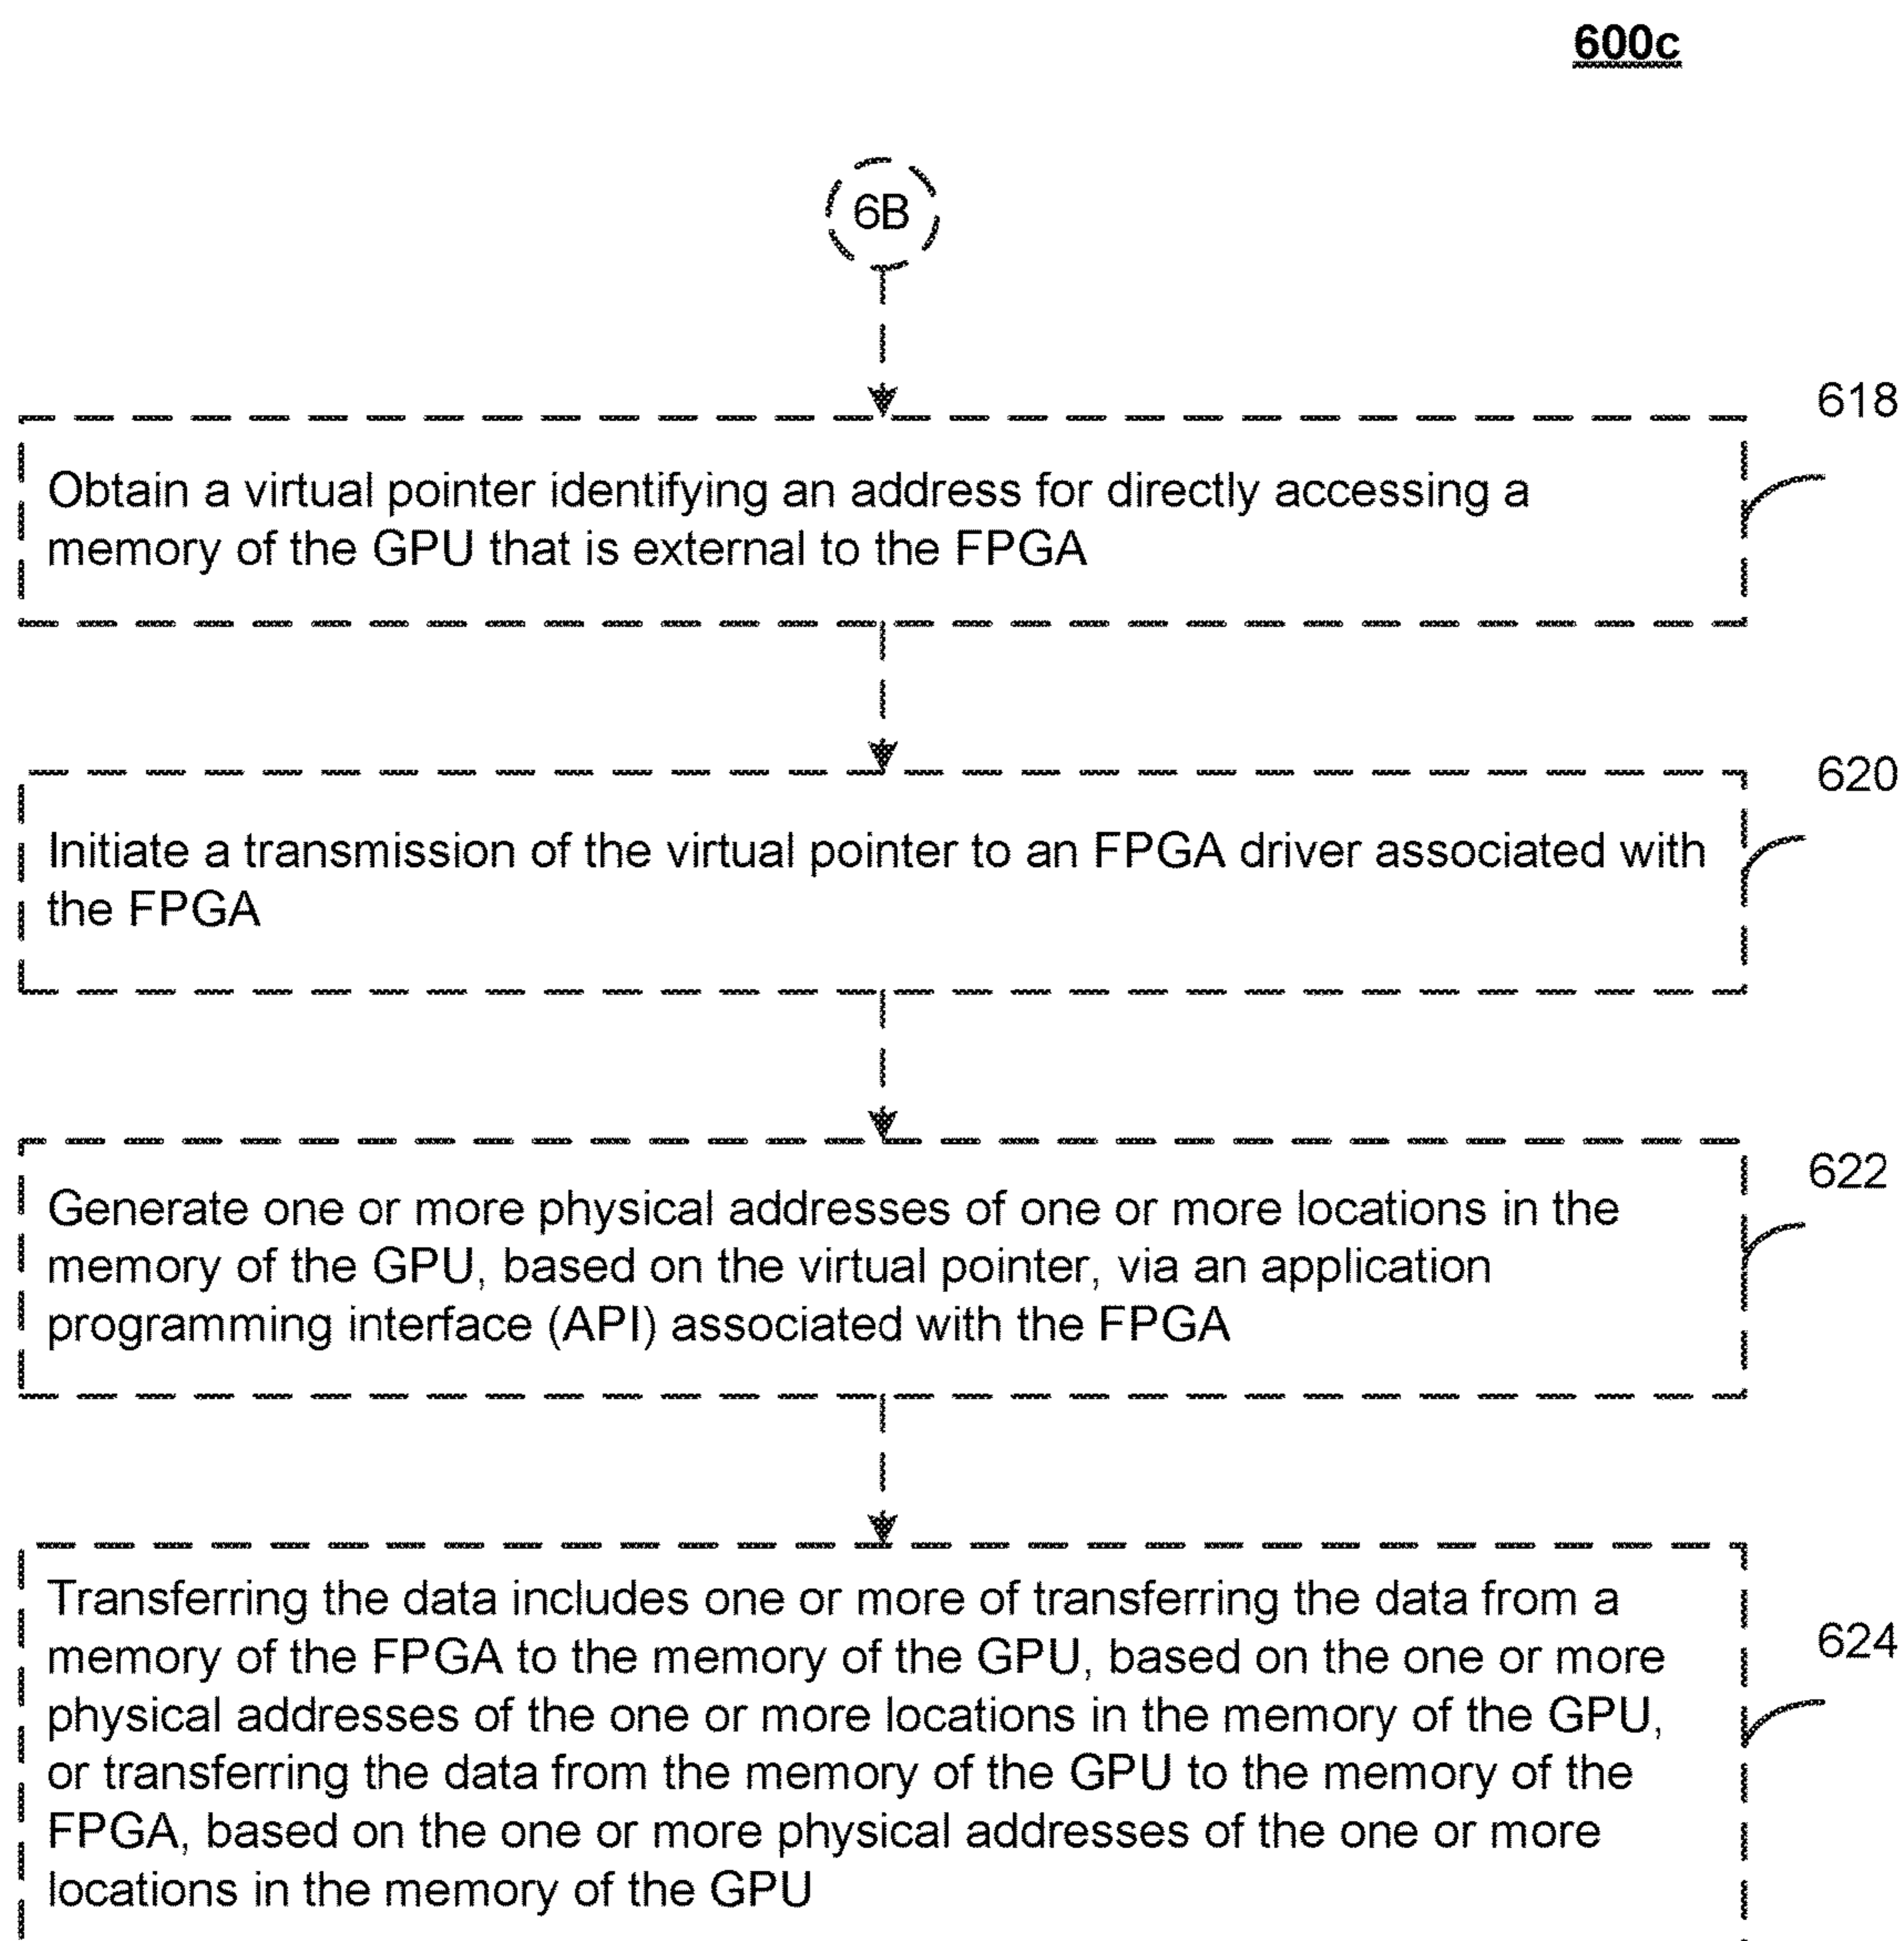 600c
6B
618
Obtain a virtual pointer identifying an address for directly accessing a
memory of the GPU that is external to the FPGA
620
Initiate a transmission of the virtual pointer to an FPGA driver associated with
the FPGA
622
Generate one or more physical addresses of one or more locations in the
memory of the GPU, based on the virtual pointer, via an application
programming interface (API) associated with the FPGA
Transferring the data includes one or more of transferring the data from a
624
memory of the FPGA to the memory of the GPU, based on the one or more
physical addresses of the one or more locations in the memory of the GPU,
or transferring the data from the memory of the GPU to the memory of the
FPGA, based on the one or more physical addresses of the one or more
locations in the memory of the GPU